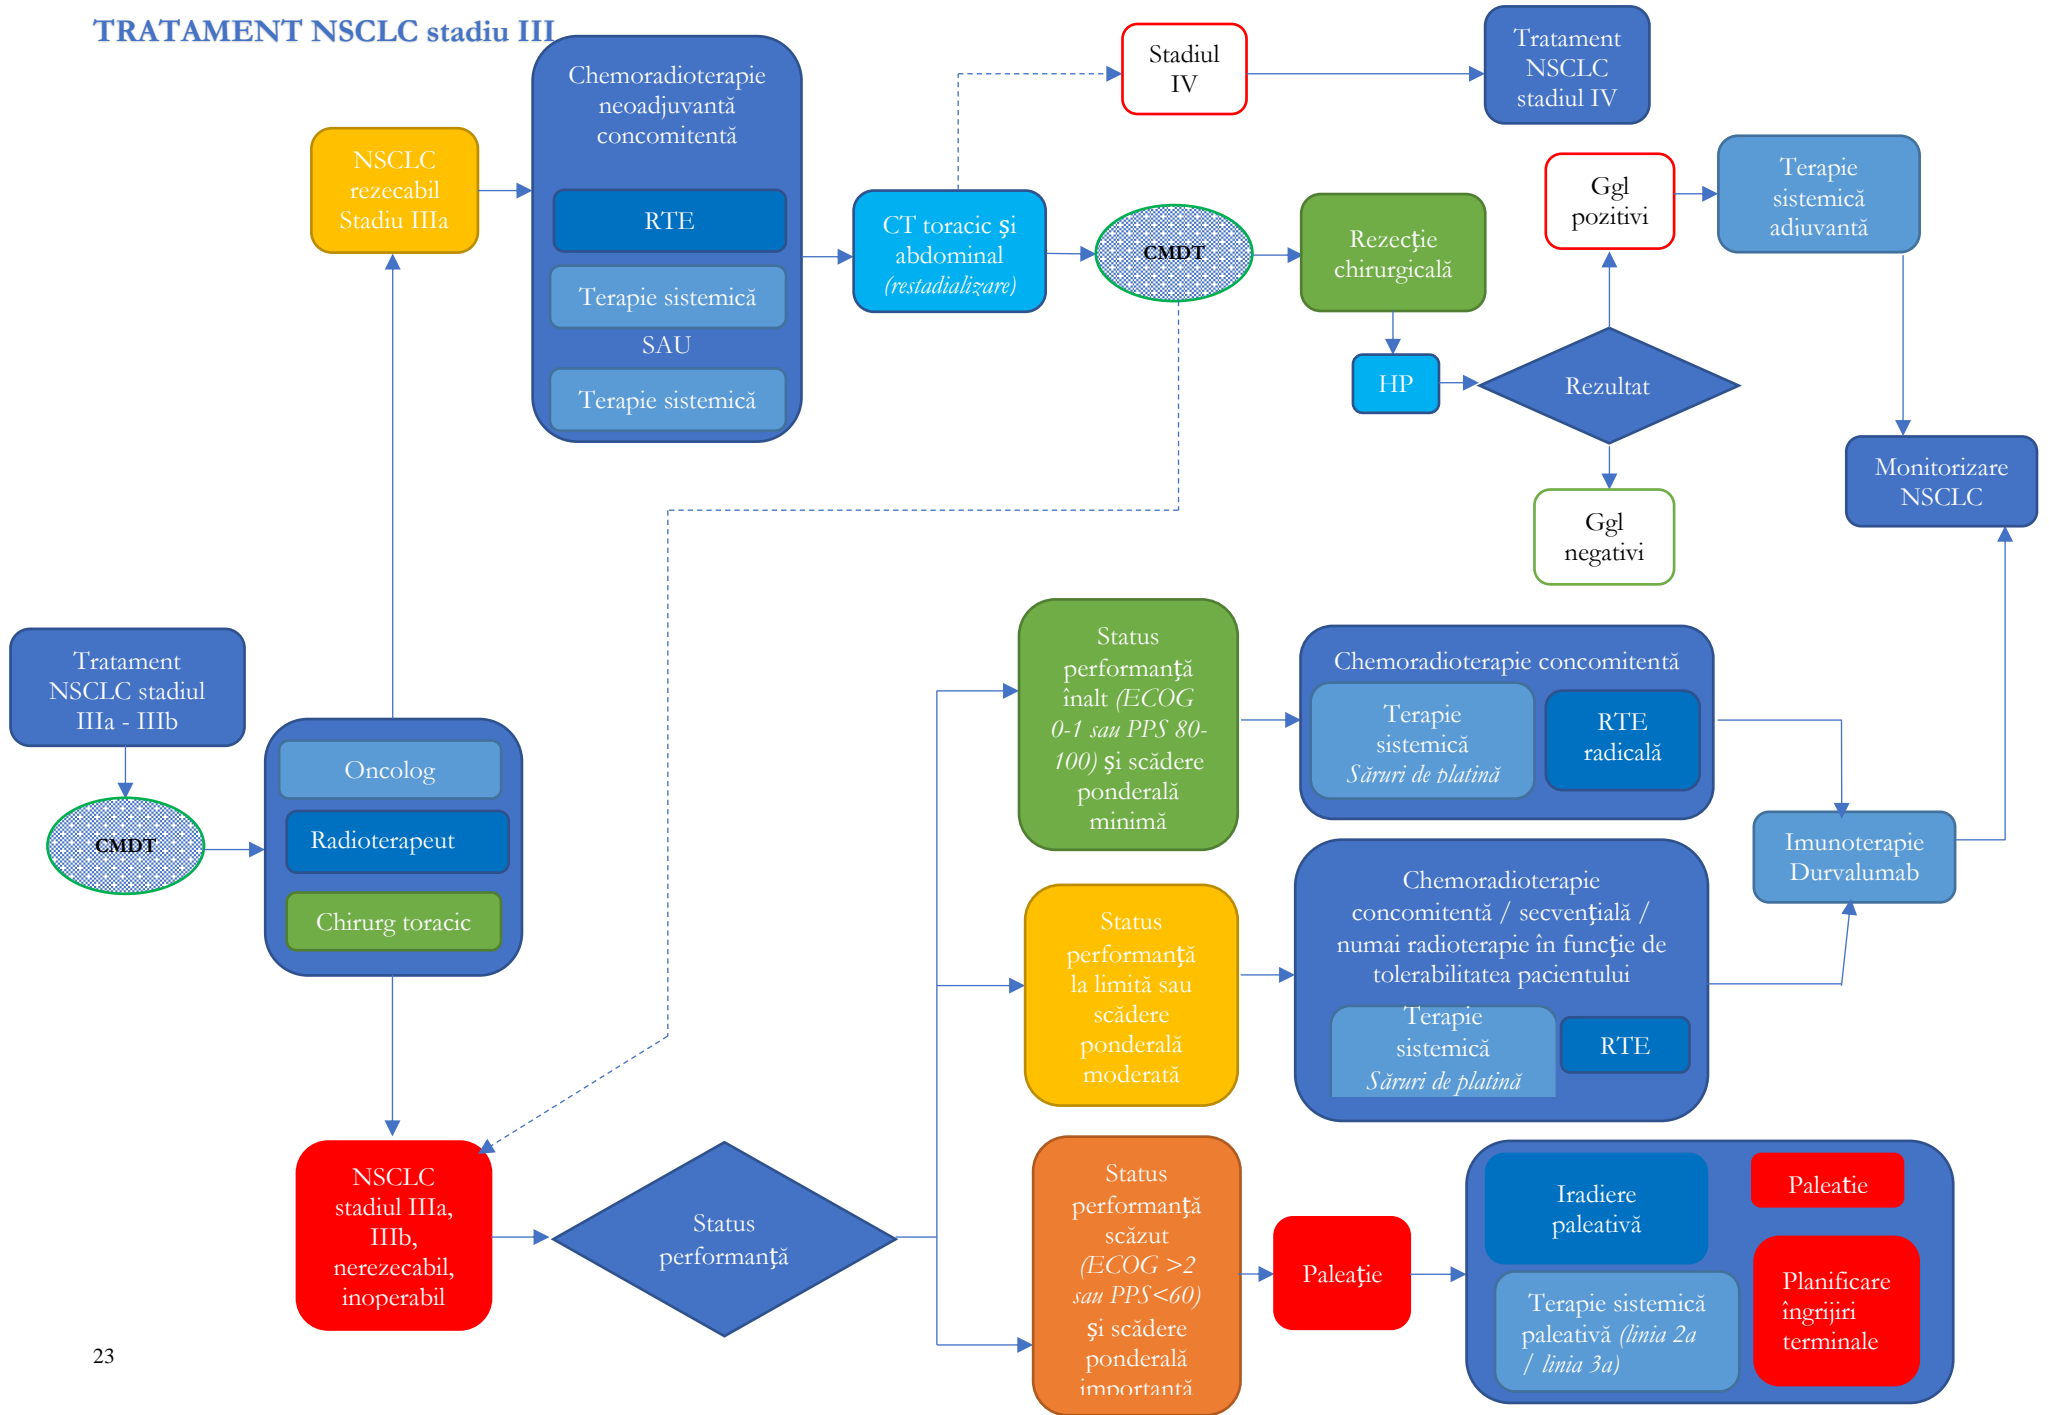 TRATAMENT NSCLC stadiu III
Chemoradioterapie
neoadjuvantă
concomitentă
RTE
Terapie sistemică
SAU
Terapie sistemică
NSCLC
rezecabil
Stadiu IIIa
Stadiul
IV
Tratament
NSCLC
stadiul IV
CT toracic și
abdominal
(restadializare)
CMDT
Rezecție
chirurgicală
HP
Rezultat
Ggl
pozitivi
Terapie
sistemică
adiuvantă
Ggl
negativi
Monitorizare
NSCLC
Tratament
NSCLC stadiul
IIIa - IIIb
CMDT
Oncolog
Radioterapeut
Chirurg toracic
Status
performanță
înalt (ECOG
0-1 sau PPS 80-
100) și scădere
ponderală
minimă
Chemoradioterapie concomitentă
Terapie
sistemică
Săruri de platină
RTE
radicală
Imunoterapie
Durvalumab
Status
performanță
la limită sau
scădere
ponderală
moderată
Chemoradioterapie
concomitentă / secvențială /
numai radioterapie în funcție de
tolerabilitatea pacientului
Terapie
sistemică
Săruri de platină
RTE
NSCLC
stadiul IIIa,
IIIb,
nerezecabil,
inoperabil
Status
performanță
Status
performanță
scăzut
(ECOG >2
sau PPS<60)
și scădere
ponderală
importantă
Paleație
Iradiere
paleativă
Paleatie
Terapie sistemică
paleativă (linia 2a
/ linia 3a)
Planificare
îngrijiri
terminale
23